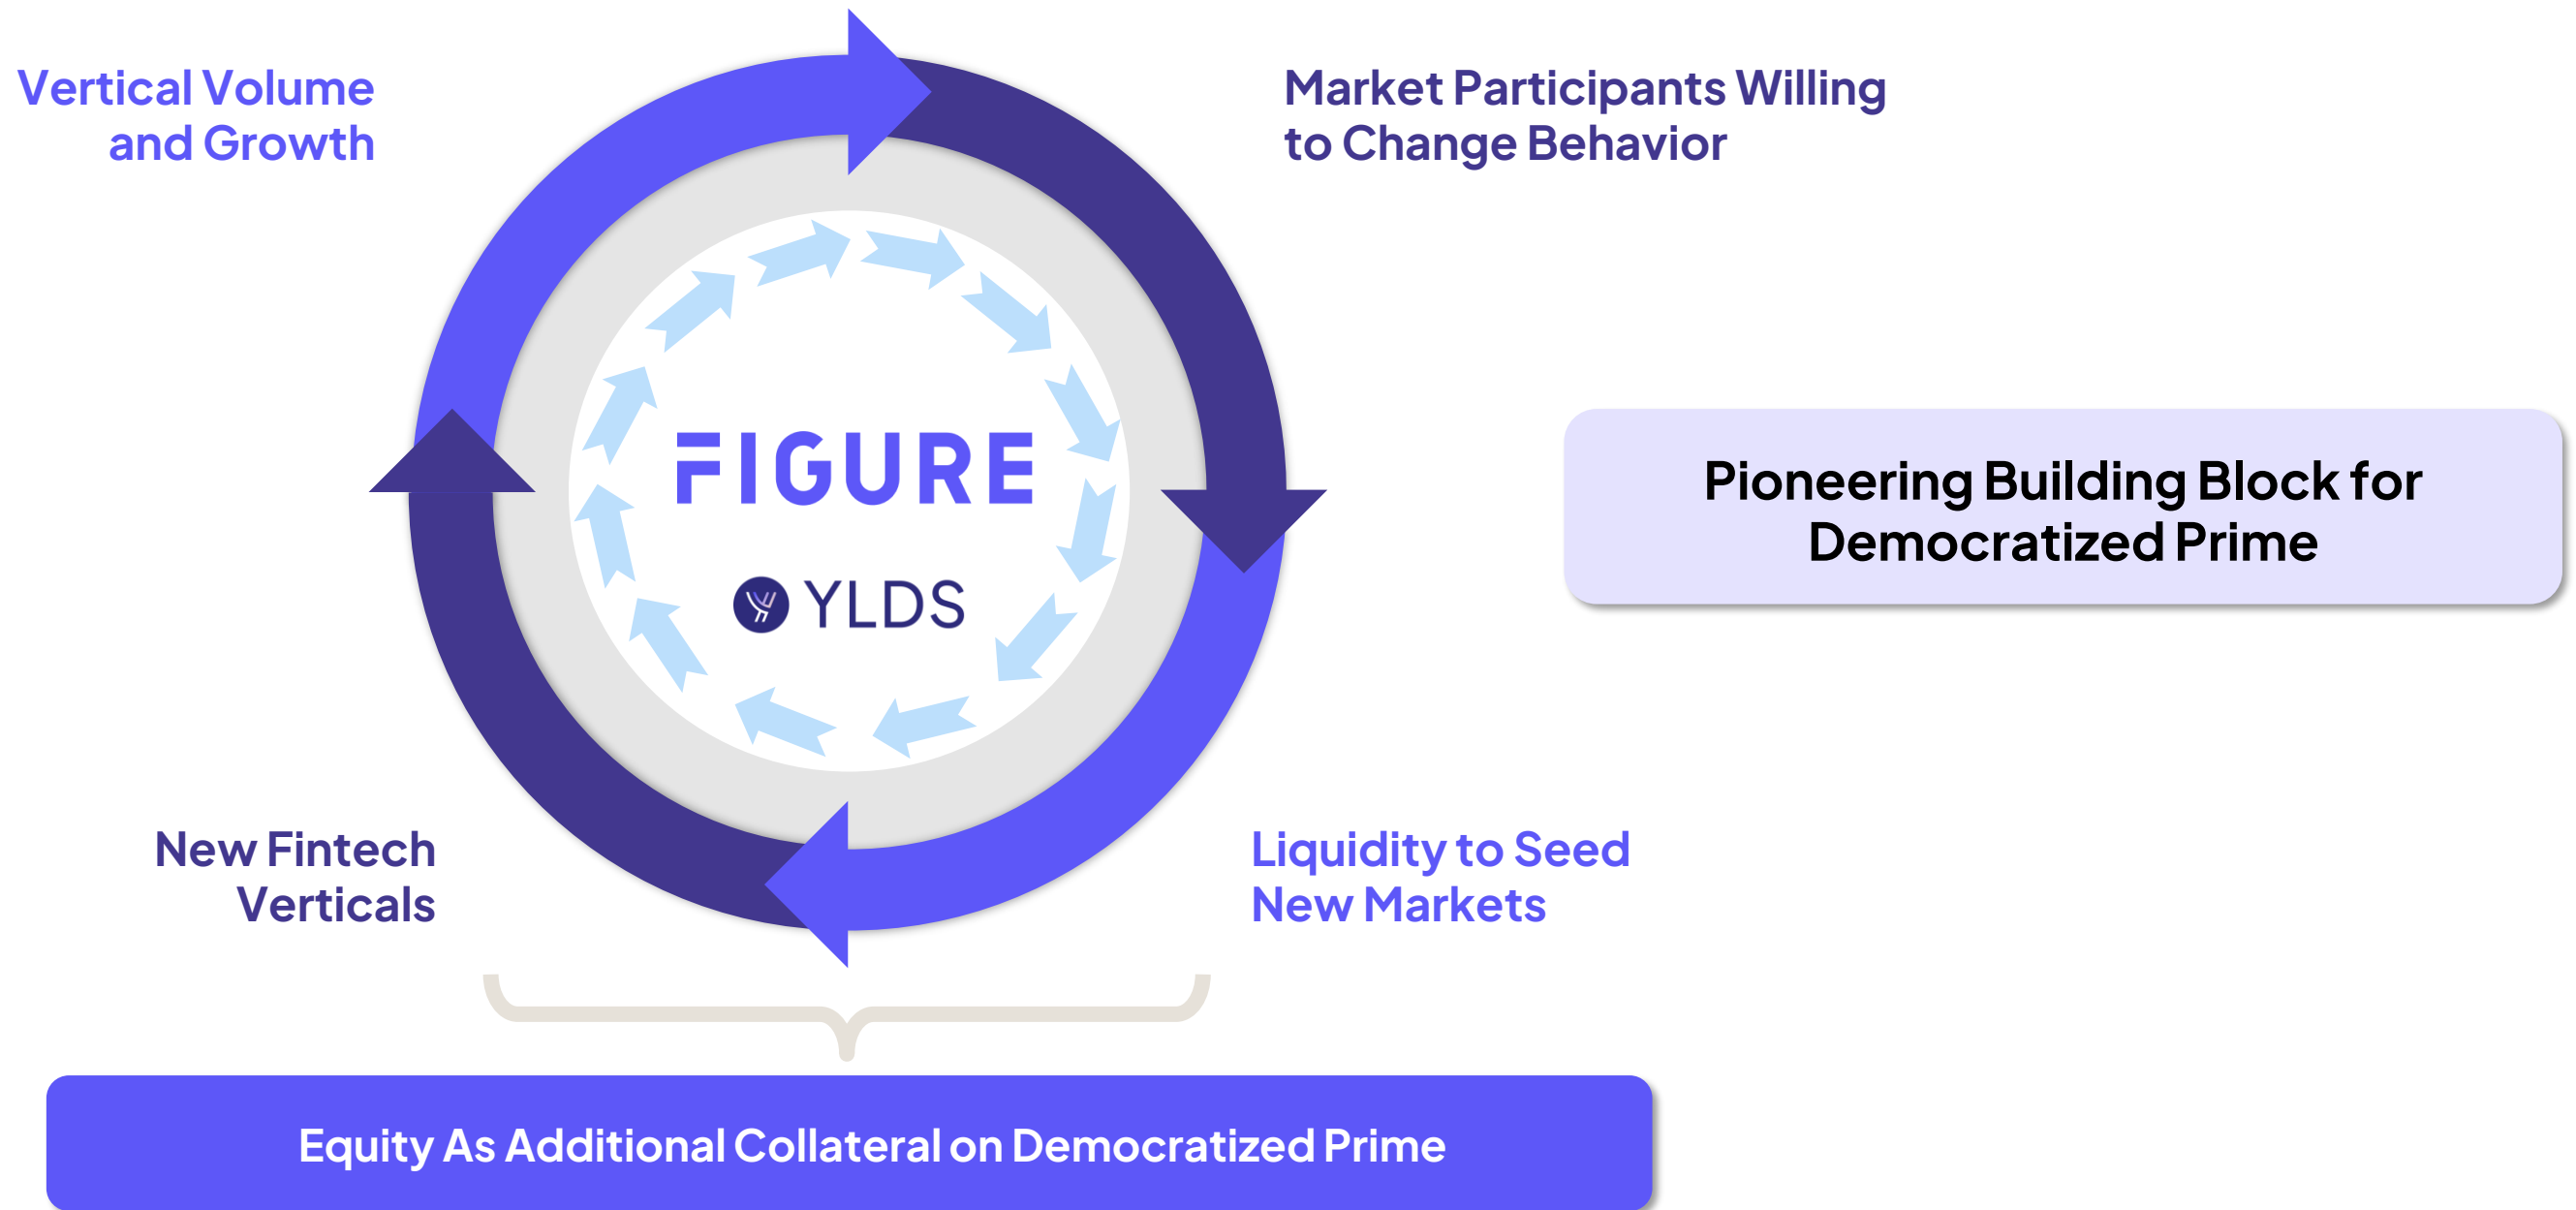 Vertical Volume
and Growth
Market Participants Willing
to Change Behavior
FIGURE
YLDS
Pioneering Building Block for
Democratized Prime
New Fintech
Verticals
Liquidity to Seed
New Markets
Equity As Additional Collateral on Democratized Prime